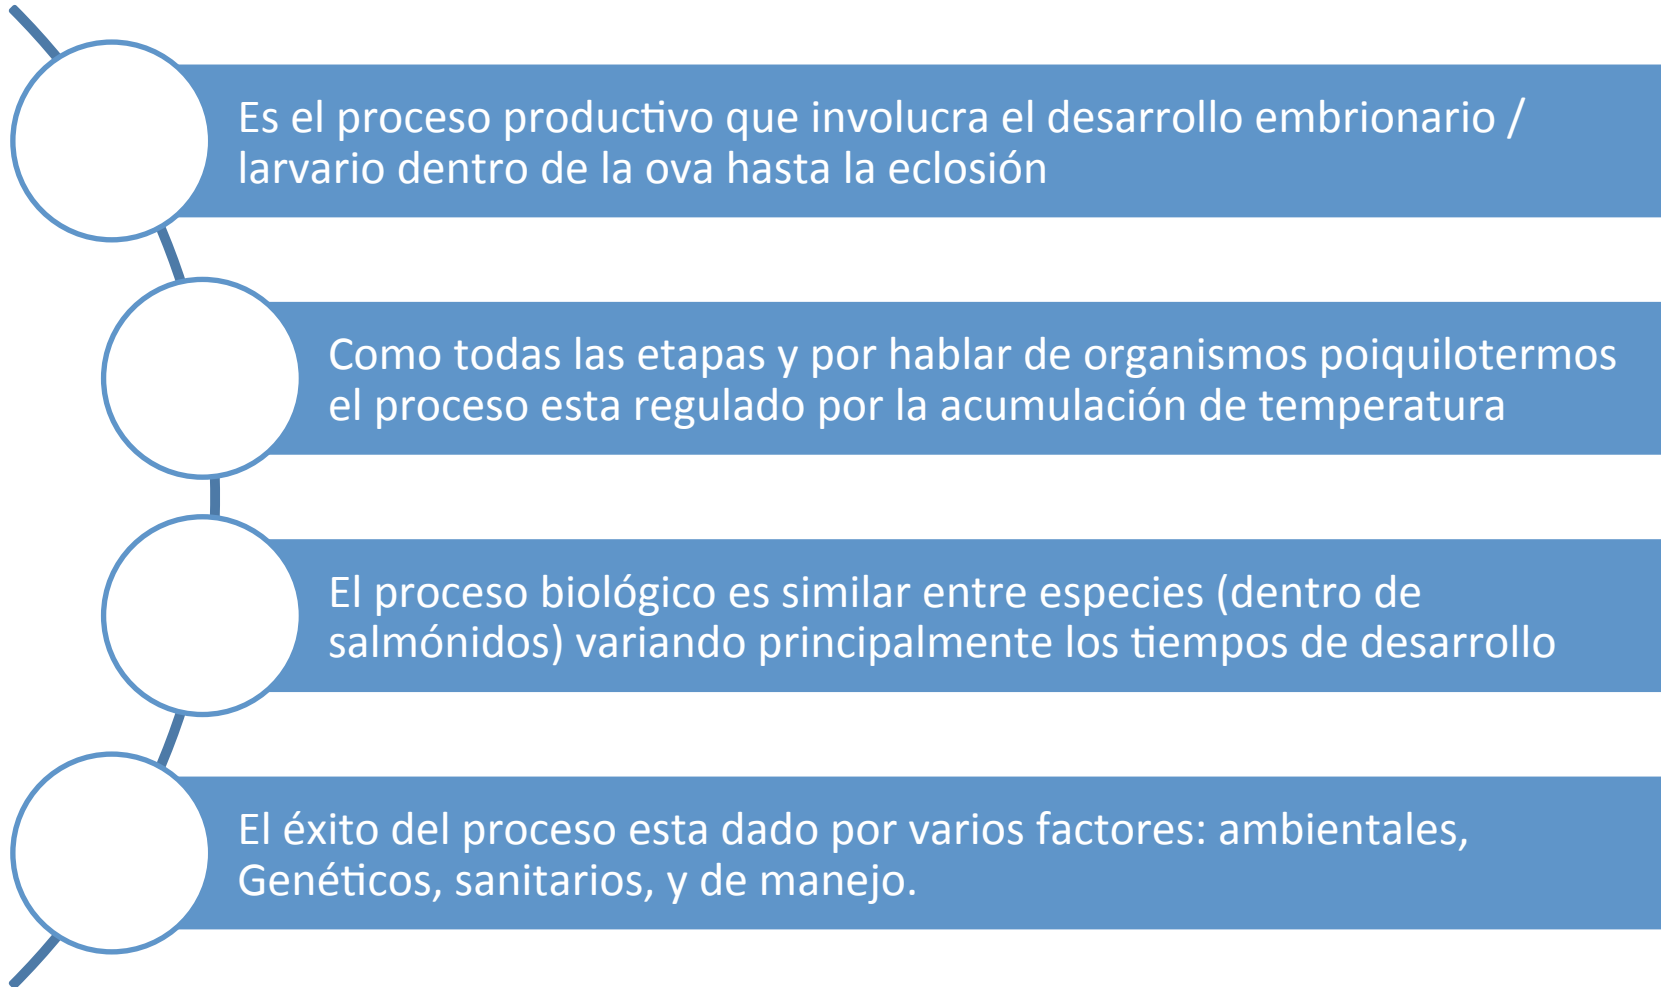 Es el proceso productivo que involucra el desarrollo embrionario /
larvario dentro de la ova hasta la eclosión
Como todas las etapas y por hablar de organismos poiquilotermos
el proceso esta regulado por la acumulación de temperatura
El proceso biológico es similar entre especies (dentro de
salmónidos) variando principalmente los tiempos de desarrollo
El éxito del proceso esta dado por varios factores: ambientales,
Genéticos, sanitarios, y de manejo.